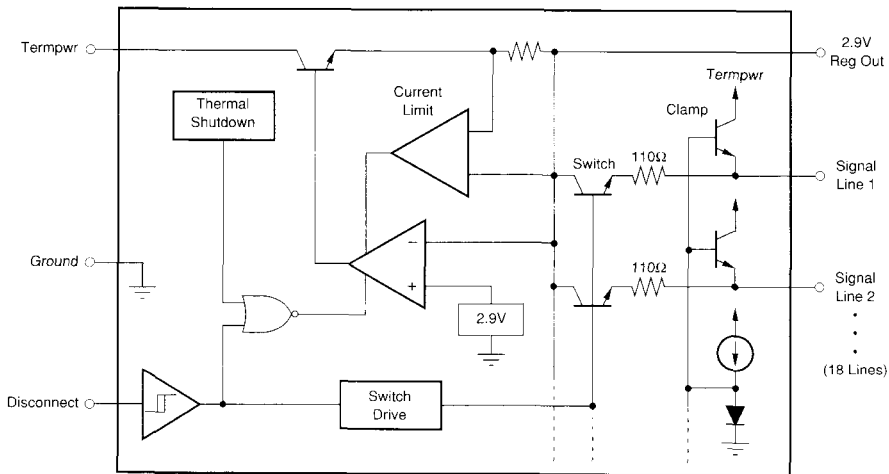 Termpwr
2.9V
Reg Out
Termpwr
Current
Limit
Clamp
Thermal
Shutdown
110Ω
Switch
Signal
Line 1
−
Ground
110Ω
Signal
Line 2
+
2.9V
(18 Lines)
Disconnect
Switch
Drive